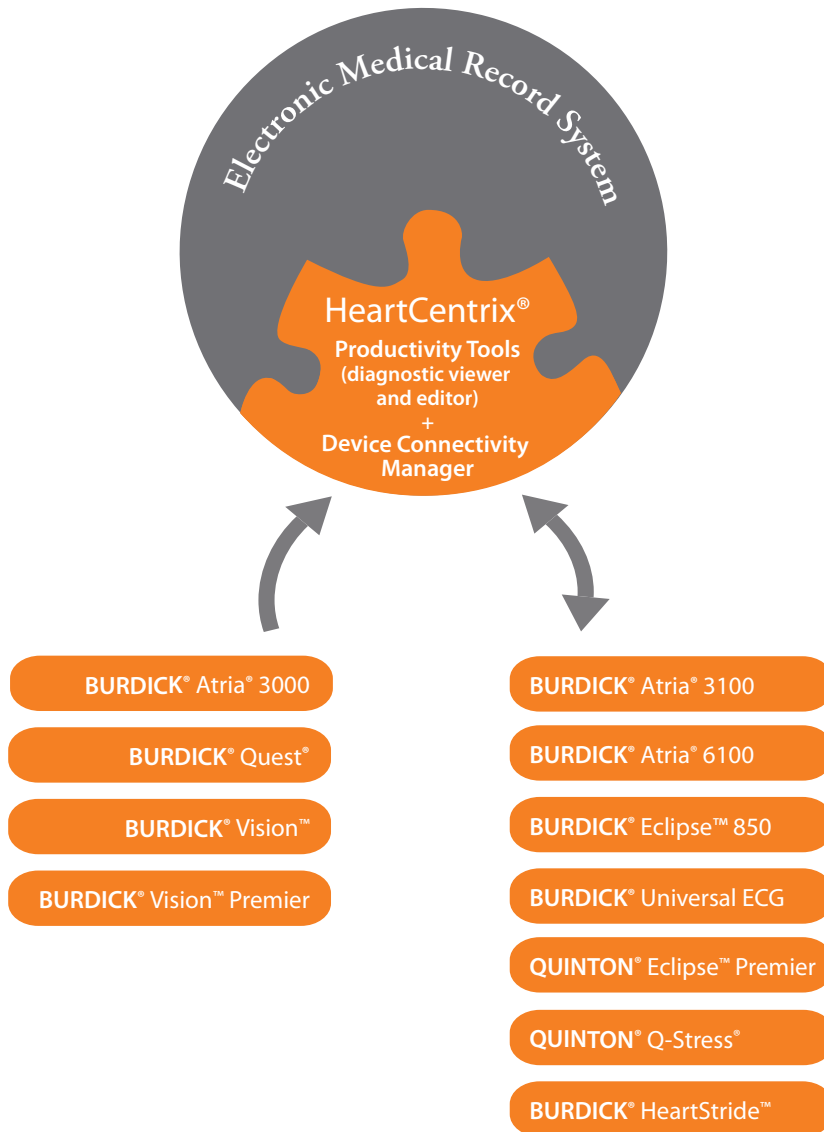 Electronic Medical Record System
HeartCentrix®
Productivity Tools
(diagnostic viewer
and editor)
+
Device Connectivity
Manager
BURDICK® Atria® 3000
BURDICK® Quest®
BURDICK® Vision™
BURDICK® Vision™ Premier
BURDICK® Atria® 3100
BURDICK® Atria® 6100
BURDICK® Eclipse™ 850
BURDICK® Universal ECG
QUINTON® Eclipse™ Premier
QUINTON® Q-Stress®
BURDICK® HeartStride™